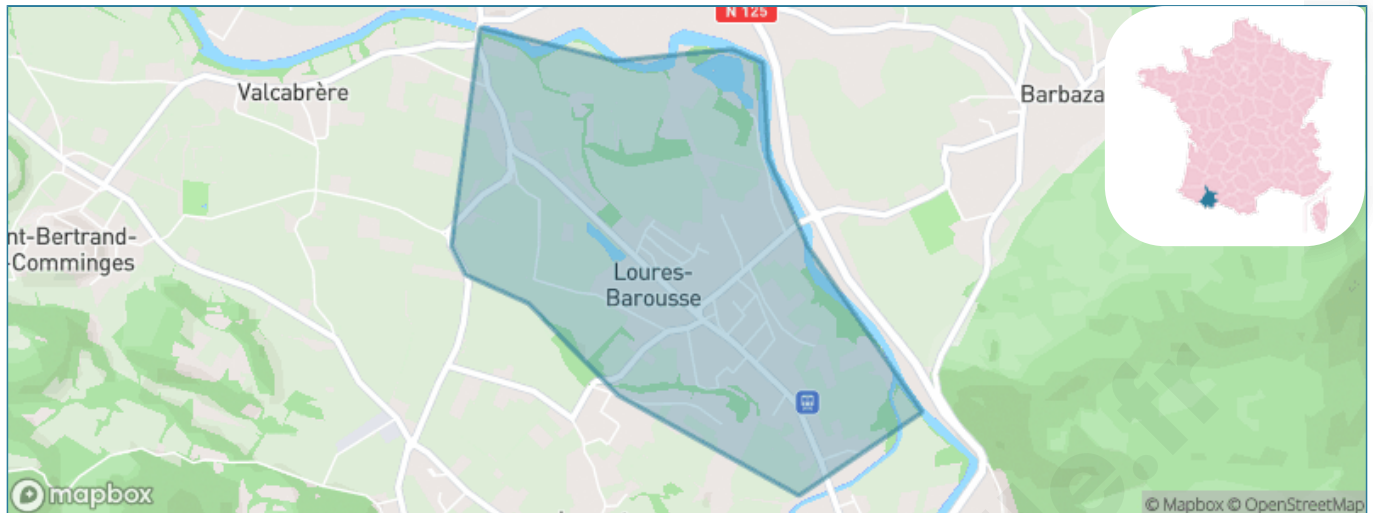 N 125
Valcabrère
Barbaza
nt-Bertrand-
-Comminges
Loures-
Barousse
mapbox
© Mapbox © OpenStreetMap